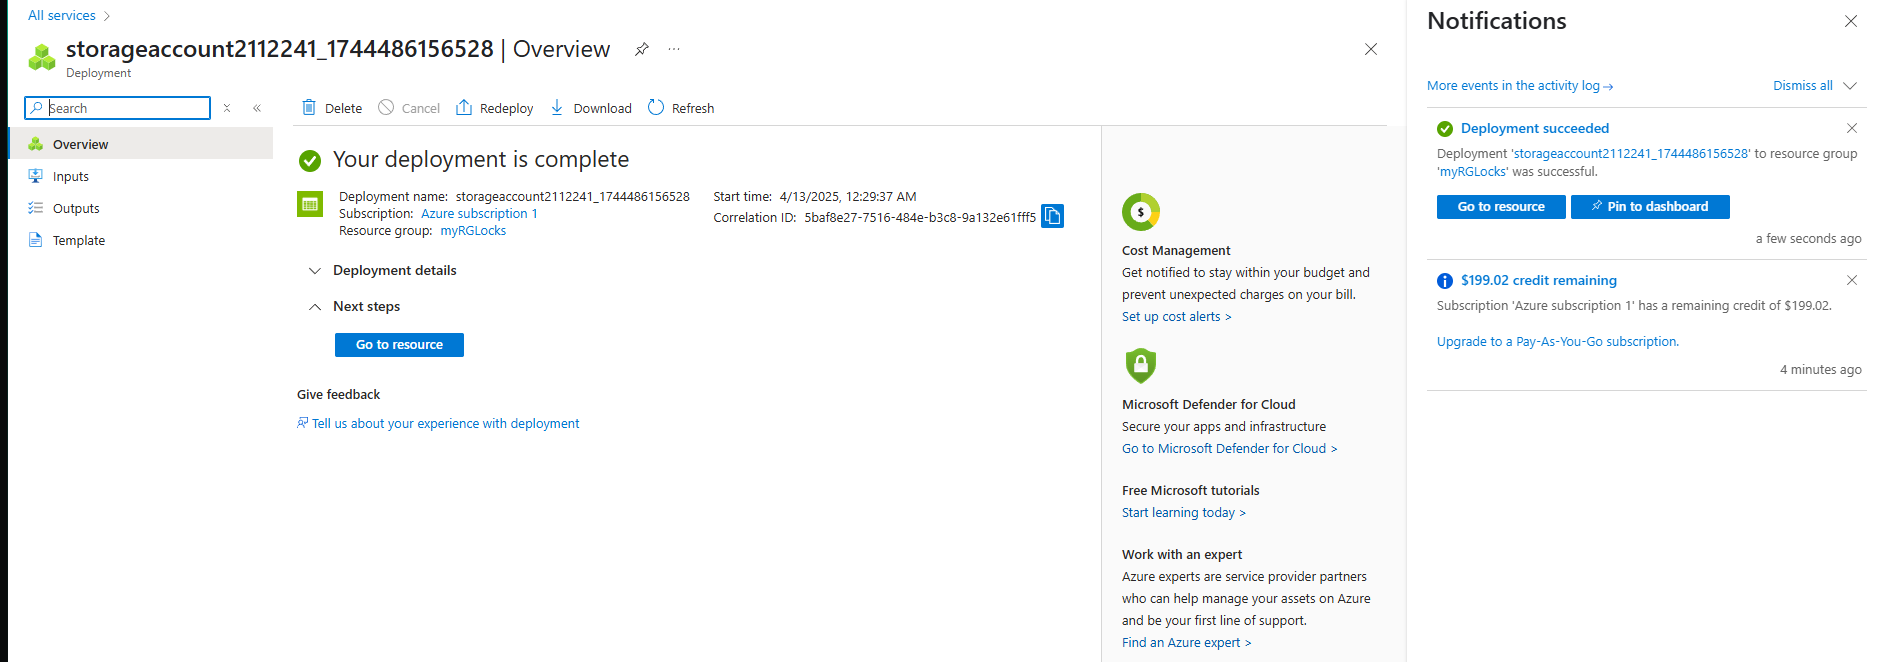 All services
storageaccount2112241_1744486156528 | Overview
Deployment
Search
Overview
Inputs
Outputs
Template
Delete
Cancel
Redeploy
Download
Refresh
Your deployment is complete
Deployment name: storageaccount2112241_1744486156528
Subscription: Azure subscription 1
Resource group: myRGLocks
Start time: 4/13/2025, 12:29:37 AM
Correlation ID: 5baf8e27-7516-484e-b3c8-9a132e61fff5
Deployment details
Next steps
Go to resource
Give feedback
Tell us about your experience with deployment
Cost Management
Get notified to stay within your budget and
prevent unexpected charges on your bill.
Set up cost alerts >
Microsoft Defender for Cloud
Secure your apps and infrastructure
Go to Microsoft Defender for Cloud >
Free Microsoft tutorials
Start learning today >
Work with an expert
Azure experts are service provider partners
who can help manage your assets on Azure
and be your first line of support.
Find an Azure expert >
Notifications
More events in the activity log →
Dismiss all
Deployment succeeded
Deployment 'storageaccount2112241_1744486156528' to resource group
'myRGLocks' was successful.
Go to resource
Pin to dashboard
a few seconds ago
$199.02 credit remaining
Subscription 'Azure subscription 1' has a remaining credit of $199.02.
Upgrade to a Pay-As-You-Go subscription.
4 minutes ago